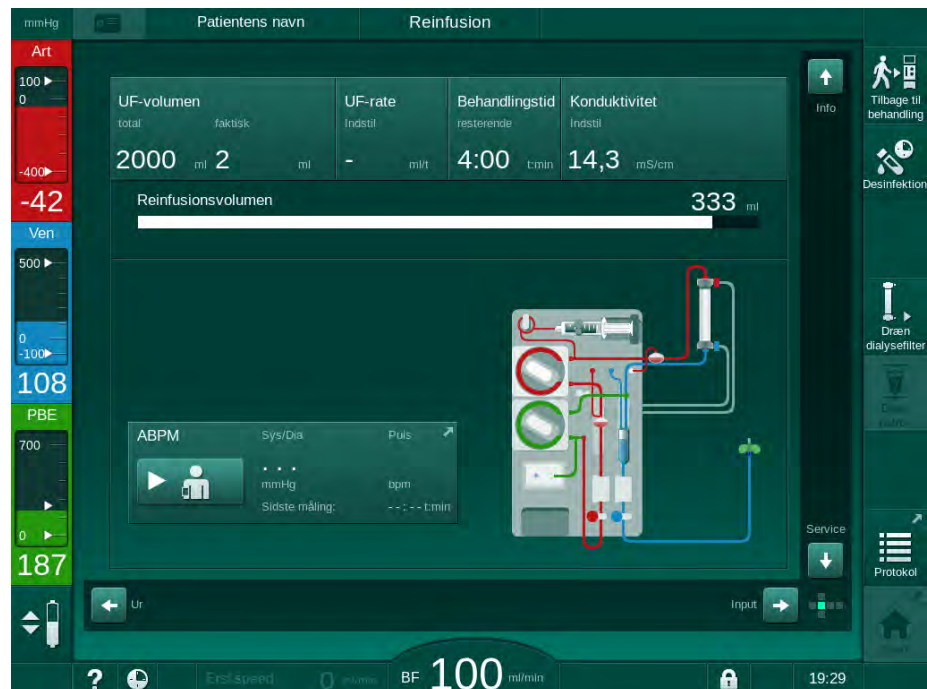 mmHg
Patientens navn
Reinfusion
Art
100
0
-400
-42
Ven
500
0
-100
108
PBE
700
0
187
UF-volumen
total
faktisk
2000 ml 2 ml
UF-rate
Indstil
- ml/t
Behandlingstid
resterende
4:00 t:min
Konduktivitet
Indstil
14,3 mS/cm
Reinfusionsvolumen
333 ml
ABPM
Sys/Dia
Puls
. . .
mmHg
bpm
Sidste måling:
--:-- t:min
Info
Service
Ur
Input
Tilbage til
behandling
Desinfektion
Dræn
dialysefilter
Protokol
?
Erst.speed
0
BF 100 ml/min
19:29